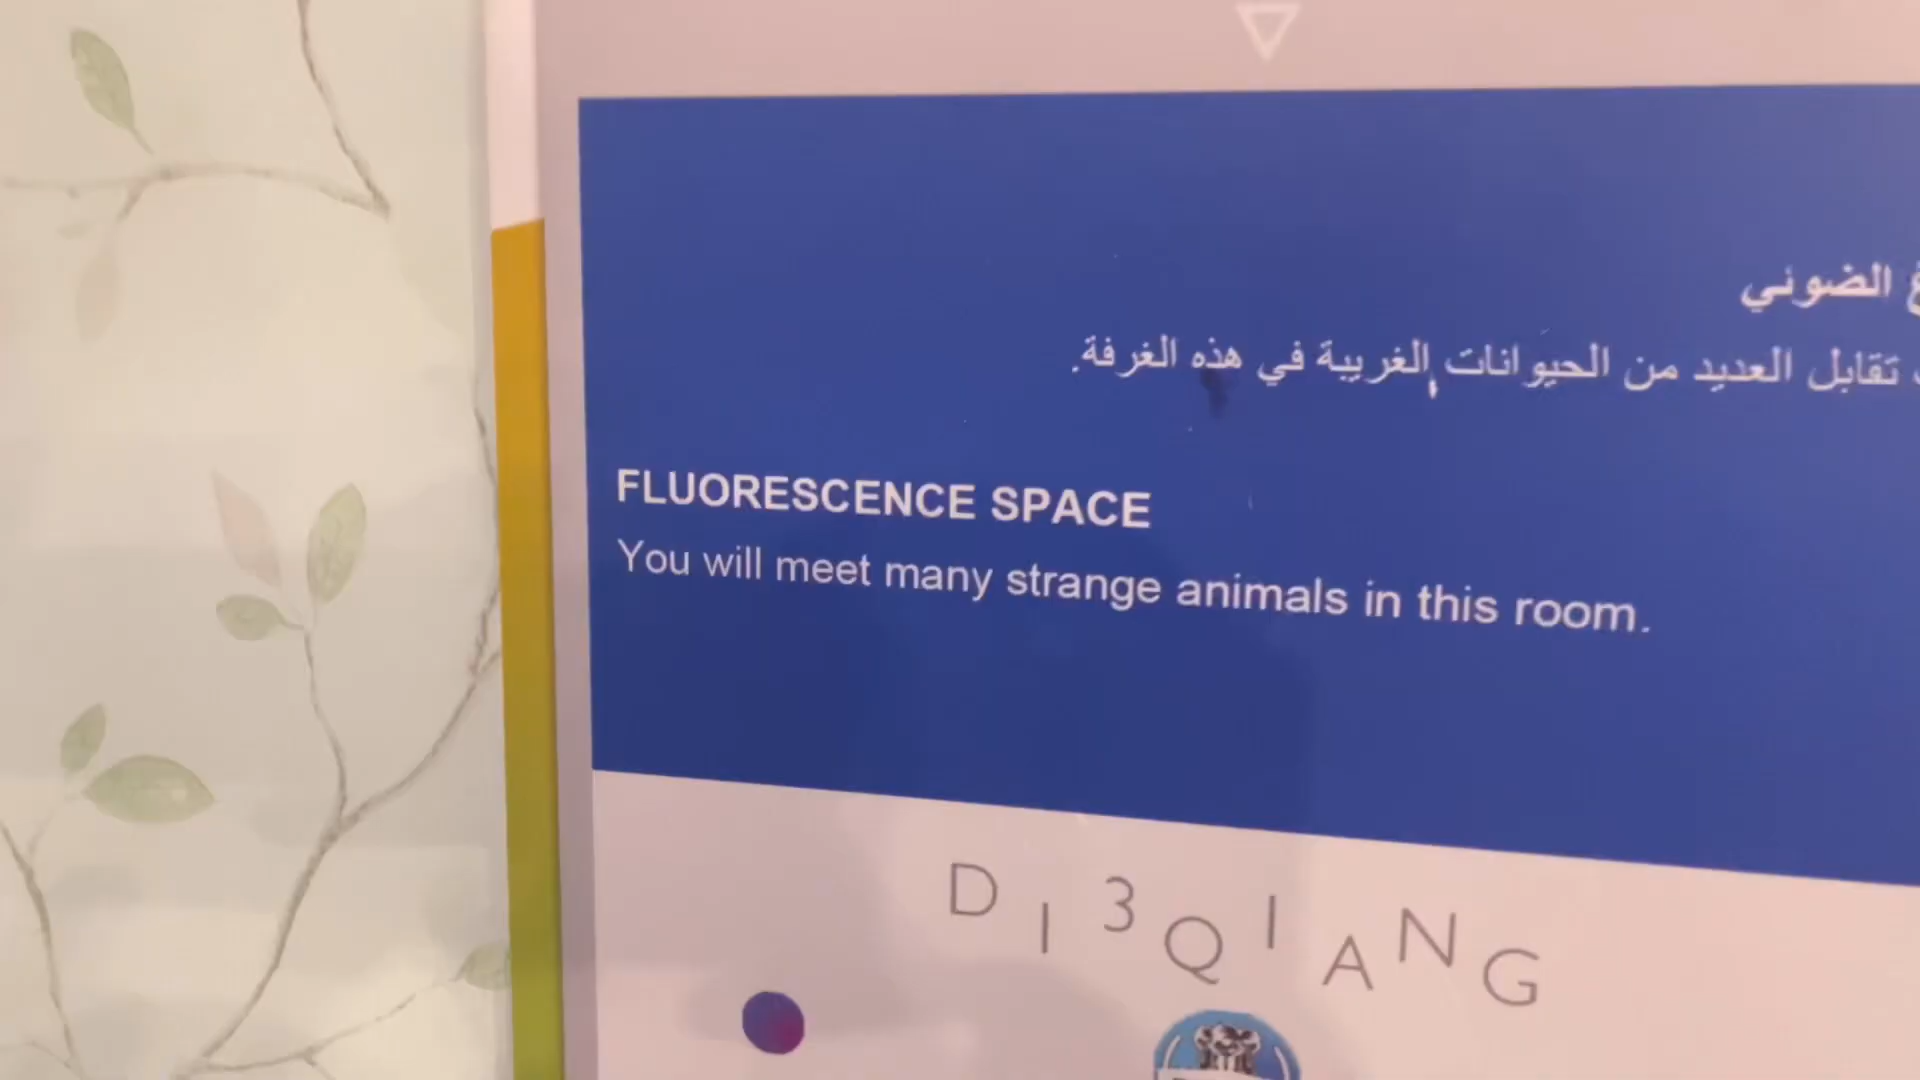 الضوئي
تقابل العديد من الحيوانات الغريبة في هذه الغرفة.
FLUORESCENCE SPACE
You will meet many strange animals in this room.
DI3QIANG